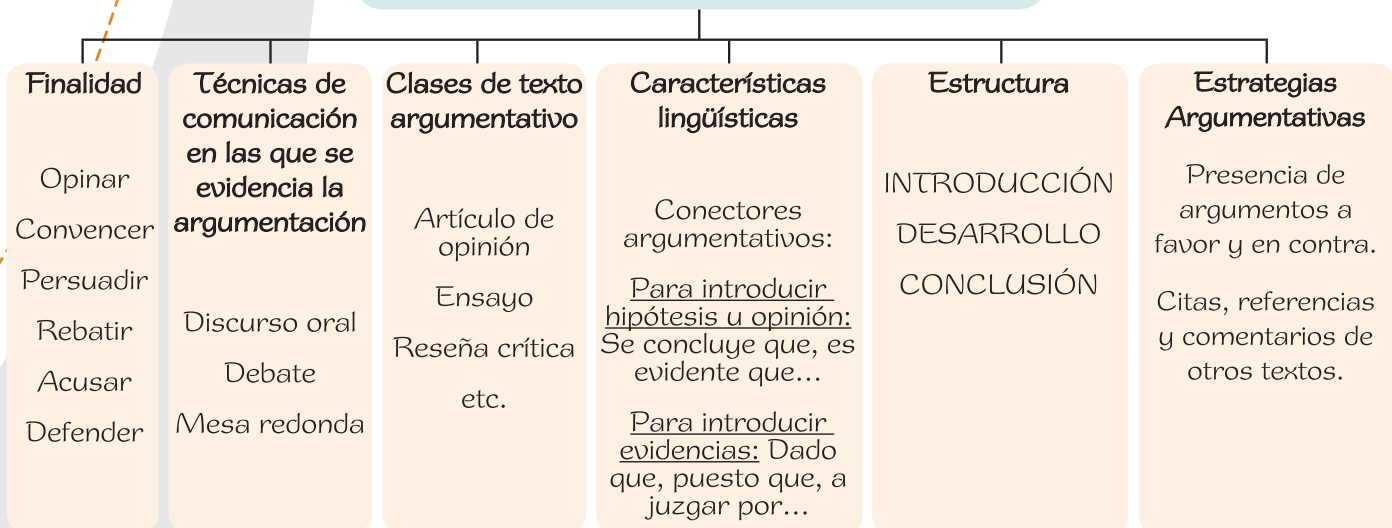 Finalidad
Opinar
Convencer
Persuadir
Rebatir
Acusar
Defender
Técnicas de
comunicación
en las que se
evidencia la
argumentación
Discurso oral
Debate
Mesa redonda
Clases de texto
argumentativo
Artículo de
opinión
Ensayo
Reseña crítica
etc.
Características
lingüísticas
Conectores
argumentativos:
Para introducir
hipótesis u opinión:
Se concluye que, es
evidente que...
Para introducir
evidencias: Dado
que, puesto que, a
juzgar por...
Estructura
INTRODUCCIÓN
DESARROLLO
CONCLUSIÓN
Estrategias
Argumentativas
Presencia de
argumentos a
favor y en contra.
Citas, referencias
y comentarios de
otros textos.